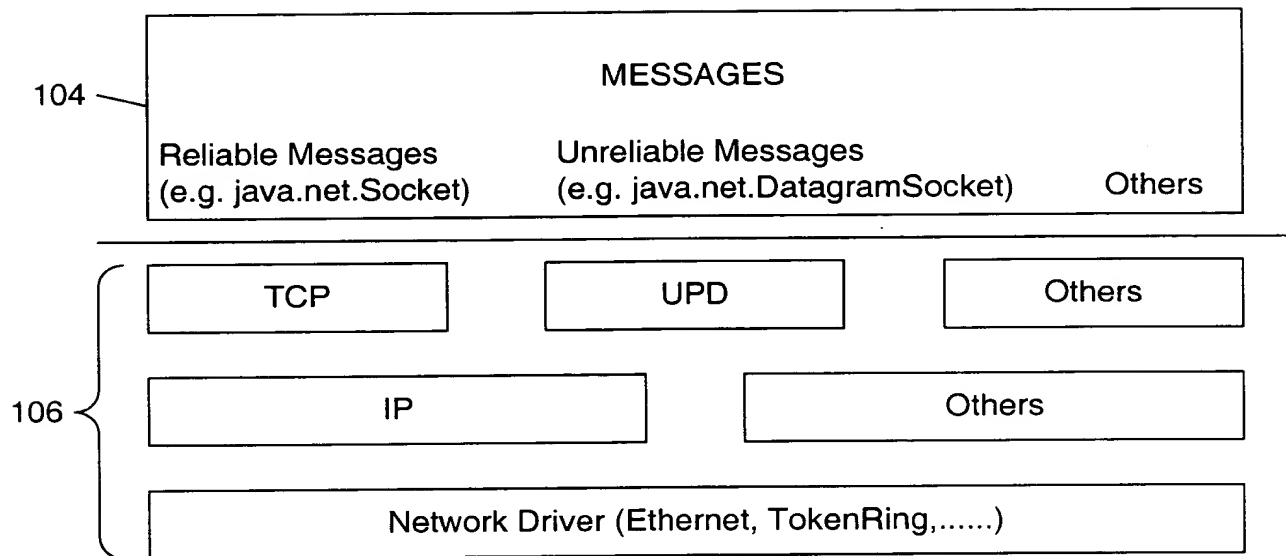 MESSAGES
104
Reliable Messages
(e.g. java.net.Socket)
Unreliable Messages
(e.g. java.net.DatagramSocket)
Others
TCP
UPD
Others
106
IP
Others
Network Driver (Ethernet, TokenRing,......)